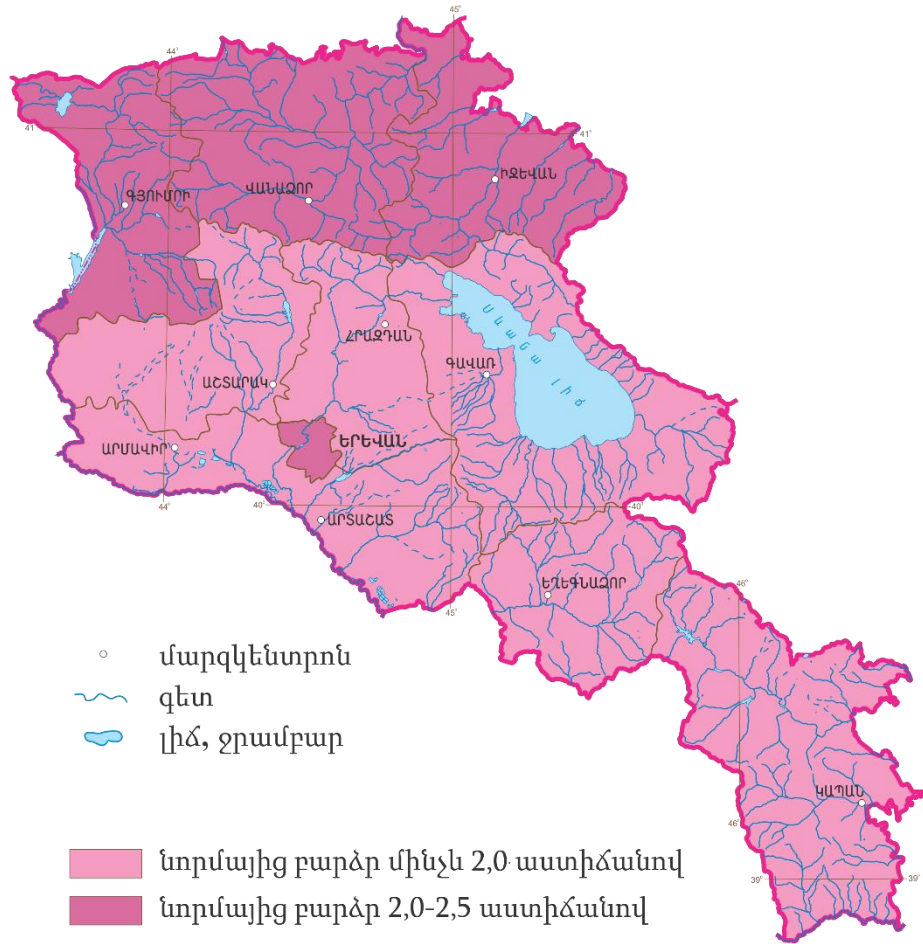 45°
44°
41
41°
ԳՅՈՒՄՐԻ
ՎԱՆԱՁՈՐ
ԻՋԵՎԱՆ
Սևանա լիճ
ՀՐԱԶԴԱՆ
ԳԱՎԱՌ
ԱՇՏԱՐԱԿ
ԵՐԵՎԱՆ
ԱՐՄԱՎԻՐ
44°
40°
40°
ԱՐՏԱՇԱՏ
ԵՂԵԳՆԱՁՈՐ
46°
45°
մարզկենտրոն
գետ
լիճ, ջրամբար
ԿԱՊԱՆ
46°
39°
39°
նորմայից բարձր մինչև 2,0 աստիճանով
նորմայից բարձր 2,0-2,5 աստիճանով